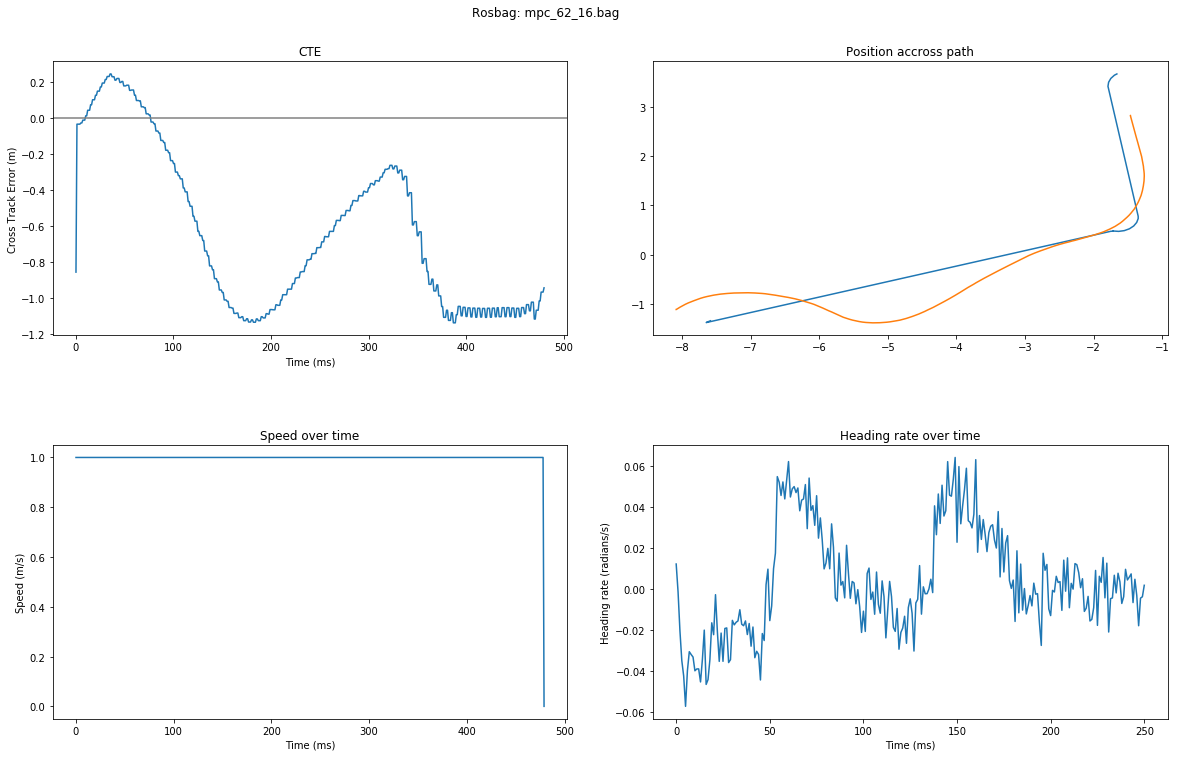 Rosbag: mpc_62_16.bag
CTE
Cross Track Error (m)
0.2
0.0
−0.2
−0.4
−0.6
−0.8
−1.0
−1.2
0 100 200 300 400 500
Time (ms)
Position accross path
3
2
1
0
−1
−8 −7 −6 −5 −4 −3 −2 −1
Speed over time
Speed (m/s)
1.0
0.8
0.6
0.4
0.2
0.0
0 100 200 300 400 500
Time (ms)
Heading rate over time
Heading rate (radians/s)
0.06
0.04
0.02
0.00
−0.02
−0.04
−0.06
0 50 100 150 200 250
Time (ms)